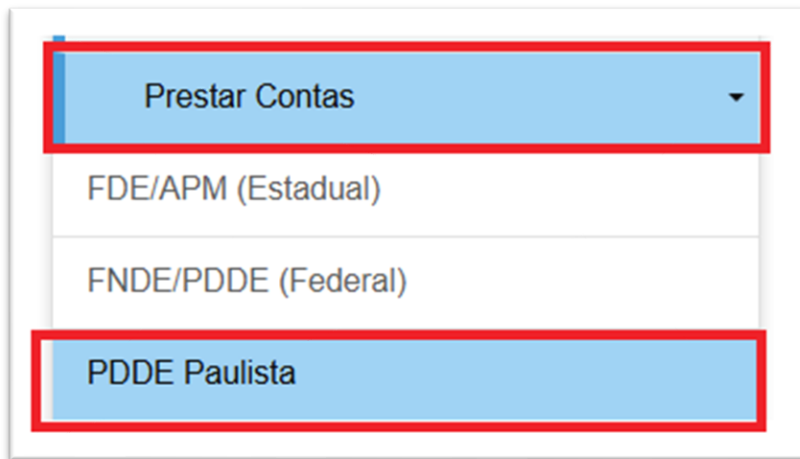 Prestar Contas
FDE/APM (Estadual)
FNDE/PDDE (Federal)
PDDE Paulista